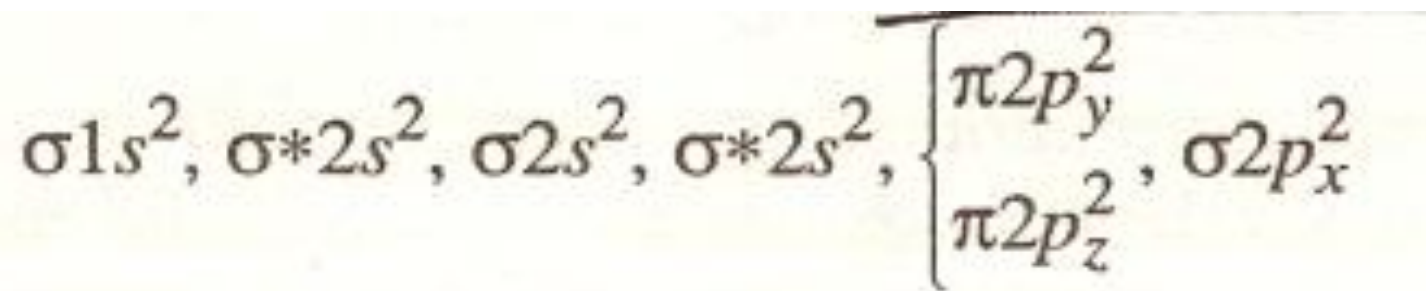 σ1s², σ*2s², σ2s², σ*2s², { π2p_y² π2p_z² , σ2p_x²